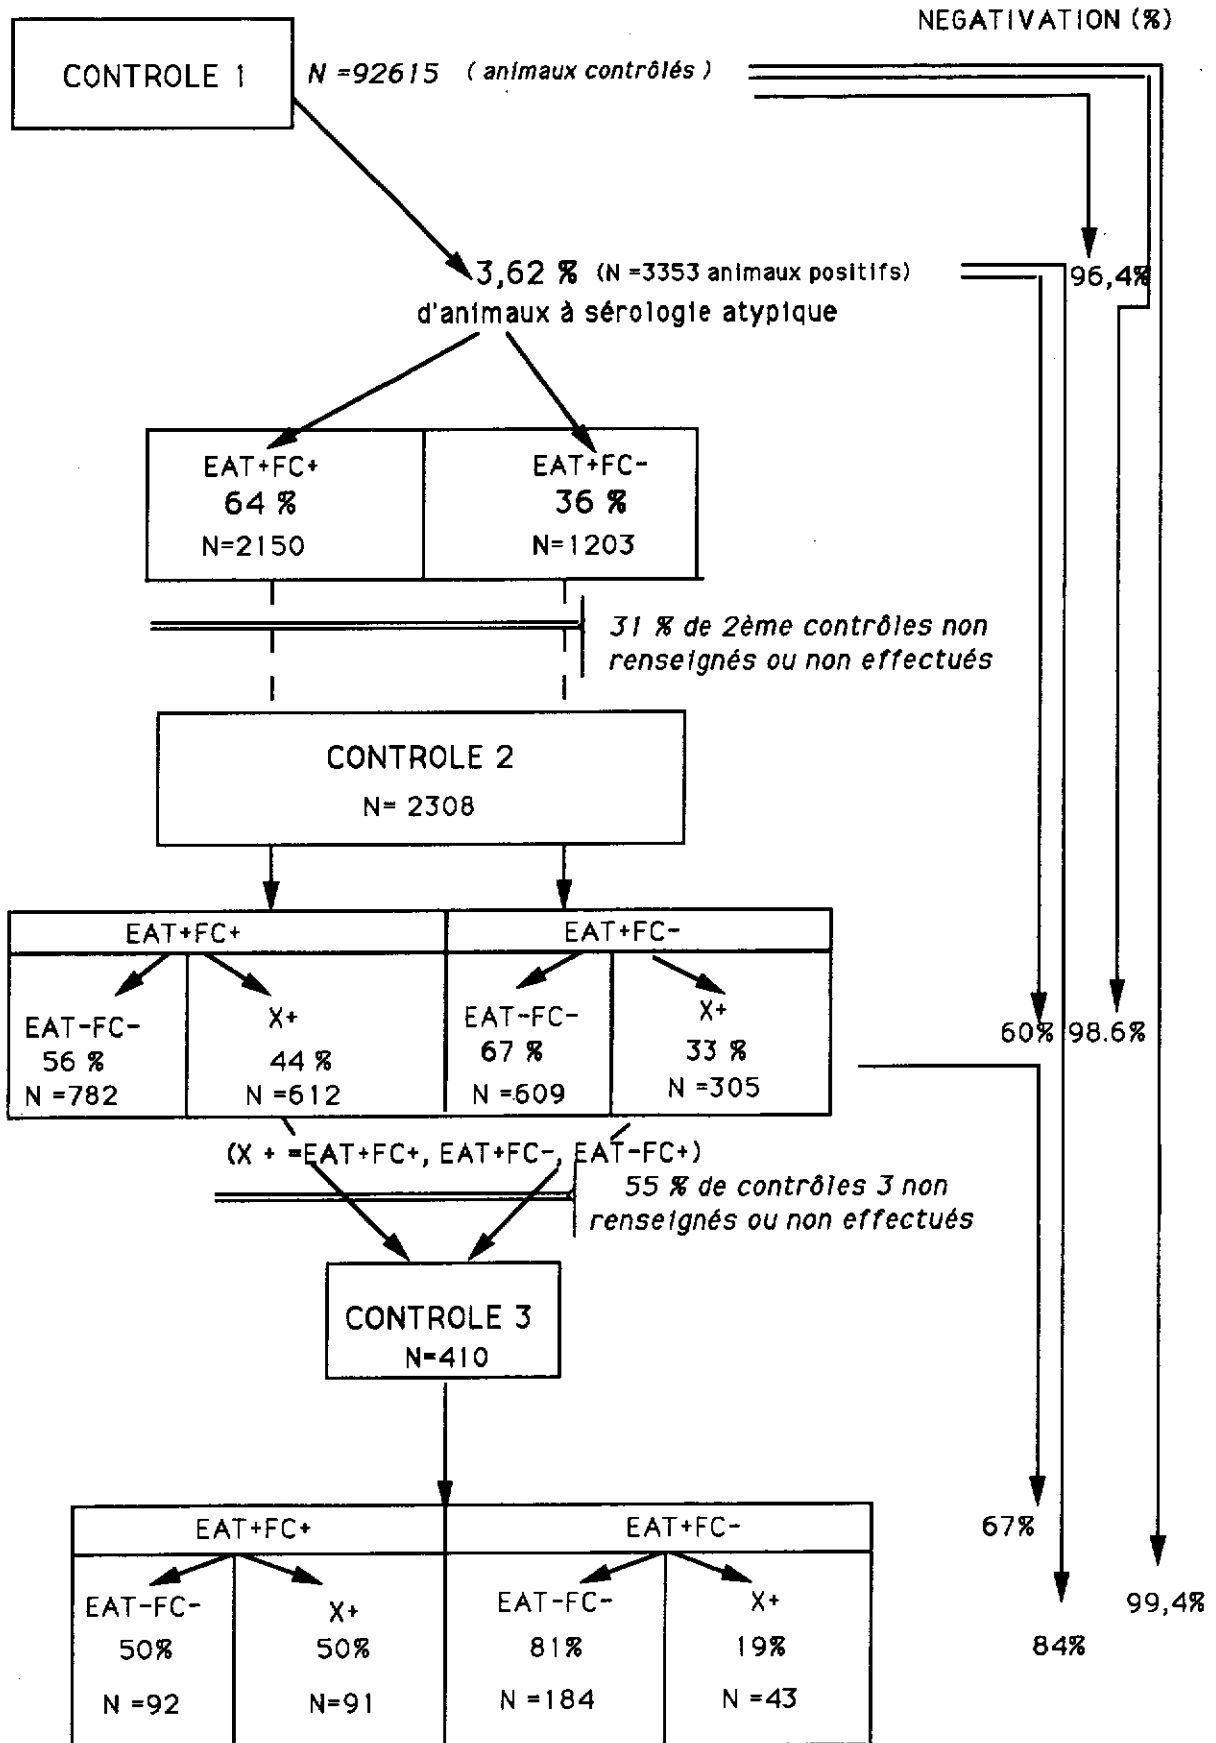 NEGATIVATION (%)
CONTROLE 1
N =92615 ( animaux contrôlés )
3,62 % (N =3353 animaux positifs)
96,4%
d'animaux à sérologie atypique
EAT+FC+
EAT+FC-
64 %
36 %
N=2150
N=1203
31 % de 2ème contrôles non
renseignés ou non effectués
CONTROLE 2
N= 2308
EAT+FC+
EAT+FC-
EAT-FC-
X+
EAT-FC-
X+
56 %
44 %
67 %
33 %
N =782
N =612
N =609
N =305
60%
98.6%
(X + =EAT+FC+, EAT+FC-, EAT-FC+)
55 % de contrôles 3 non
renseignés ou non effectués
CONTROLE 3
N=410
EAT+FC+
EAT+FC-
67%
EAT-FC-
X+
EAT-FC-
X+
99,4%
50%
50%
81%
19%
84%
N =92
N=91
N =184
N =43